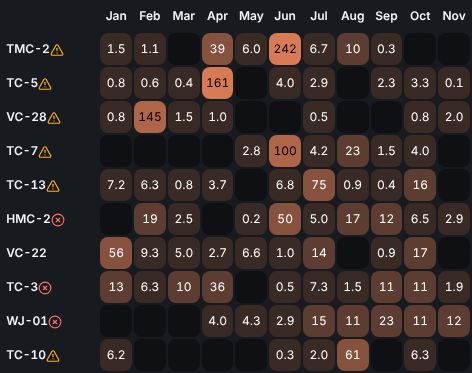 Jan Feb Mar Apr May Jun Jul Aug Sep Oct Nov
TMC-2 1.5 1.1 39 6.0 242 6.7 10 0.3
TC-5 0.8 0.6 0.4 161 4.0 2.9 2.3 3.3 0.1
VC-28 0.8 145 1.5 1.0 0.5 0.8 2.0
TC-7 2.8 100 4.2 23 1.5 4.0
TC-13 7.2 6.3 0.8 3.7 6.8 75 0.9 0.4 16
HMC-2 19 2.5 0.2 50 5.0 17 12 6.5 2.9
VC-22 56 9.3 5.0 2.7 6.6 1.0 14 0.9 17
TC-3 13 6.3 10 36 0.5 7.3 1.5 11 11 1.9
WJ-01 4.0 4.3 2.9 15 11 23 11 12
TC-10 6.2 0.3 2.0 61 6.3